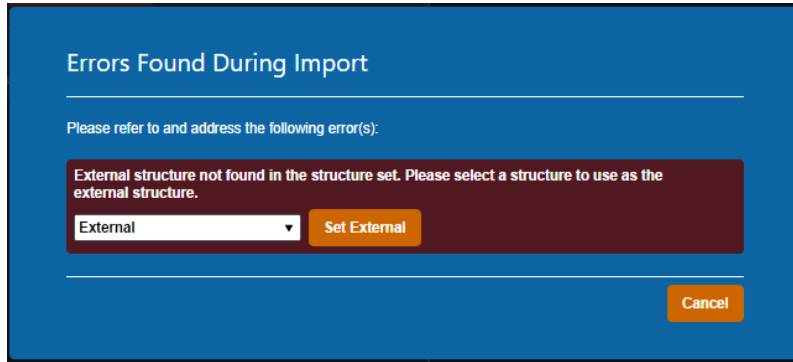 Errors Found During Import
Please refer to and address the following error(s):
External structure not found in the structure set. Please select a structure to use as the
external structure.
External
Set External
Cancel